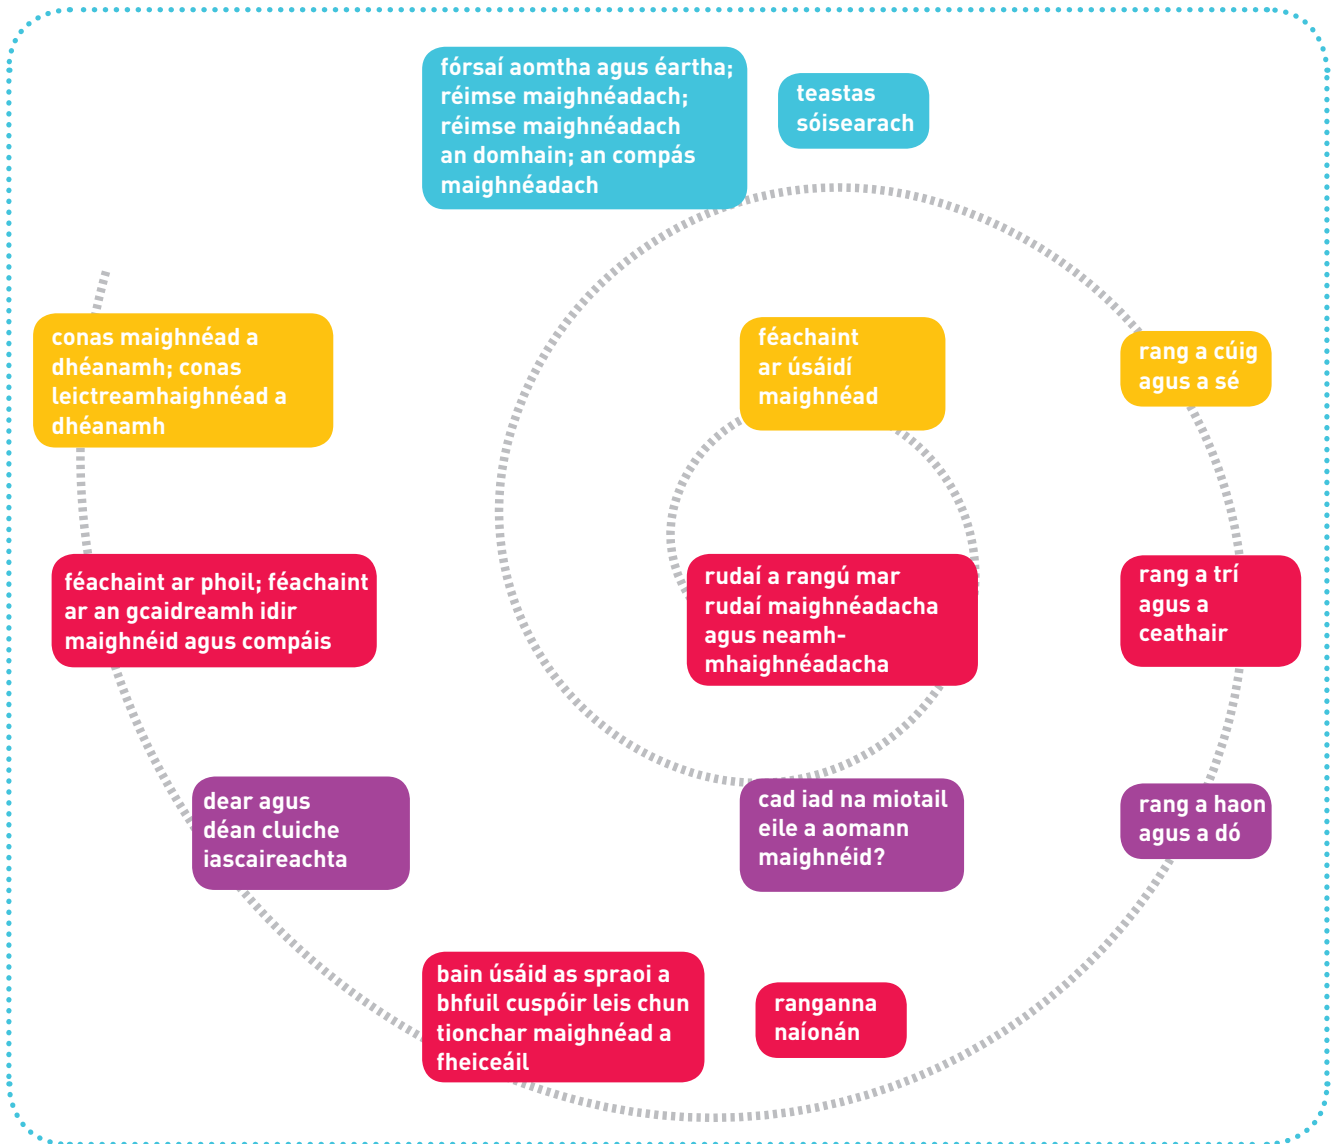 fórsaí aomtha agus éartha;
réimse maighnéadach;
réimse maighnéadach
an domhain; an compás
maighnéadach
teastas
sóisearach
conas maighnéad a
dhéanamh; conas
leictreamhaighnéad a
dhéanamh
féachaint
ar úsáidí
maighnéad
rang a cúig
agus a sé
féachaint ar phoil; féachaint
ar an gcaidreamh idir
maighnéid agus compáis
rudaí a rangú mar
rudaí maighnéadacha
agus neamh-
mhaighnéadacha
rang a trí
agus a
ceathair
dear agus
déan cluiche
iascaireachta
cad iad na miotail
eile a aomann
maighnéid?
rang a haon
agus a dó
bain úsáid as spraoi a
bhfuil cuspóir leis chun
tionchar maighnéad a
fheiceáil
ranganna
naíonán